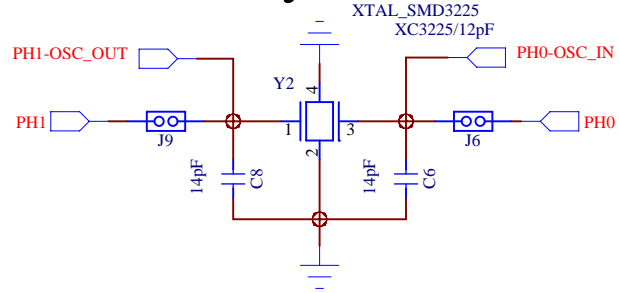 XTAL_SMD3225
XC3225/12pF
PH1-OSC_OUT
PH0-OSC_IN
Y2
4
PH1
1
3
PH0
J9
J6
2
14pF
C8
14pF
C6